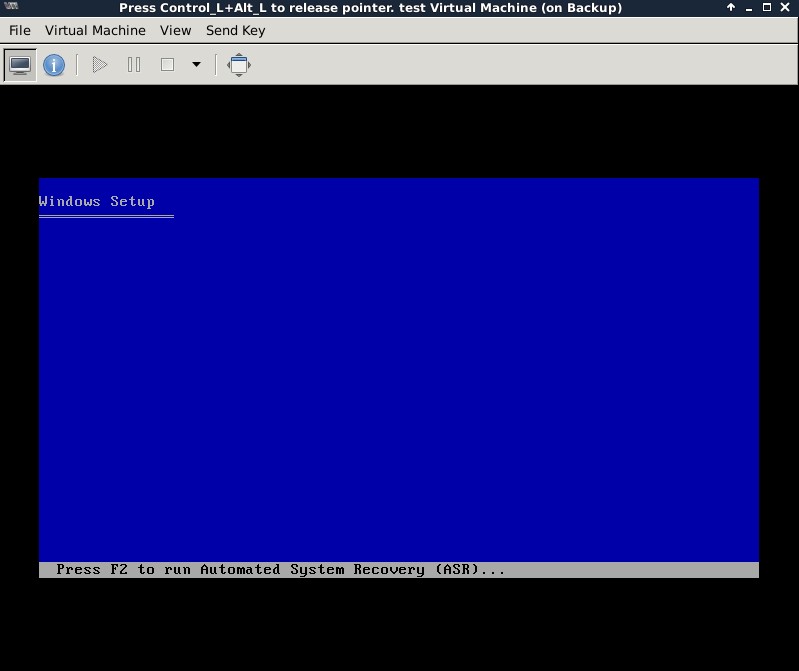 Press Control_L+Alt_L to release pointer. test Virtual Machine (on Backup)
File Virtual Machine View Send Key
Windows Setup
Press F2 to run Automated System Recovery (ASR)...